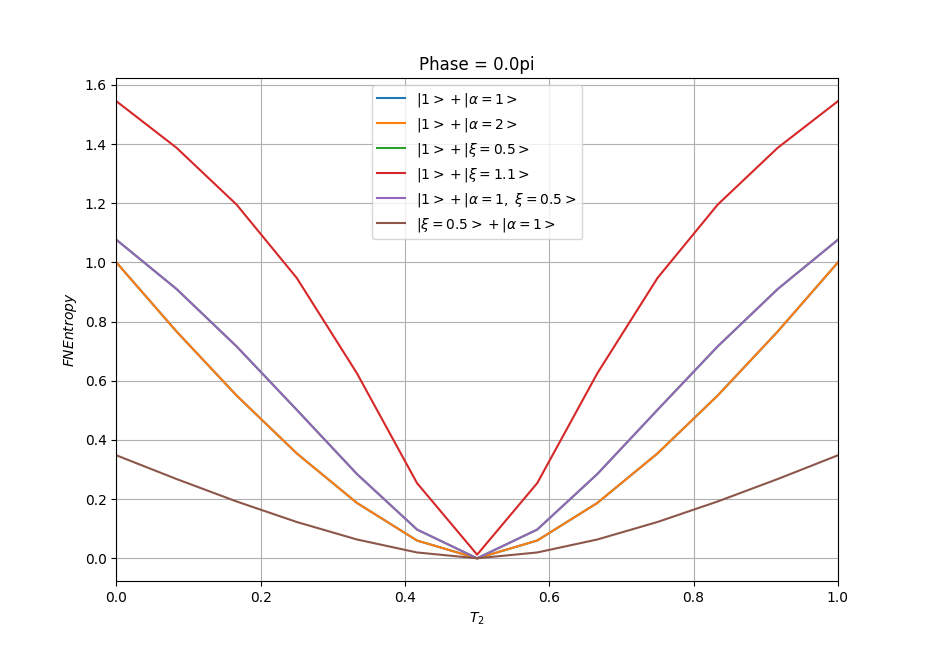 Phase = 0.0pi
1.6
1.4
1.2
1.0
0.8
0.6
0.4
0.2
0.0
FNEntropy
|1 > +|α = 1 >
|1 > +|α = 2 >
|1 > +|ξ = 0.5 >
|1 > +|ξ = 1.1 >
|1 > +|α = 1, ξ = 0.5 >
|ξ = 0.5 > +|α = 1 >
0.0 0.2 0.4 0.6 0.8 1.0
T₂